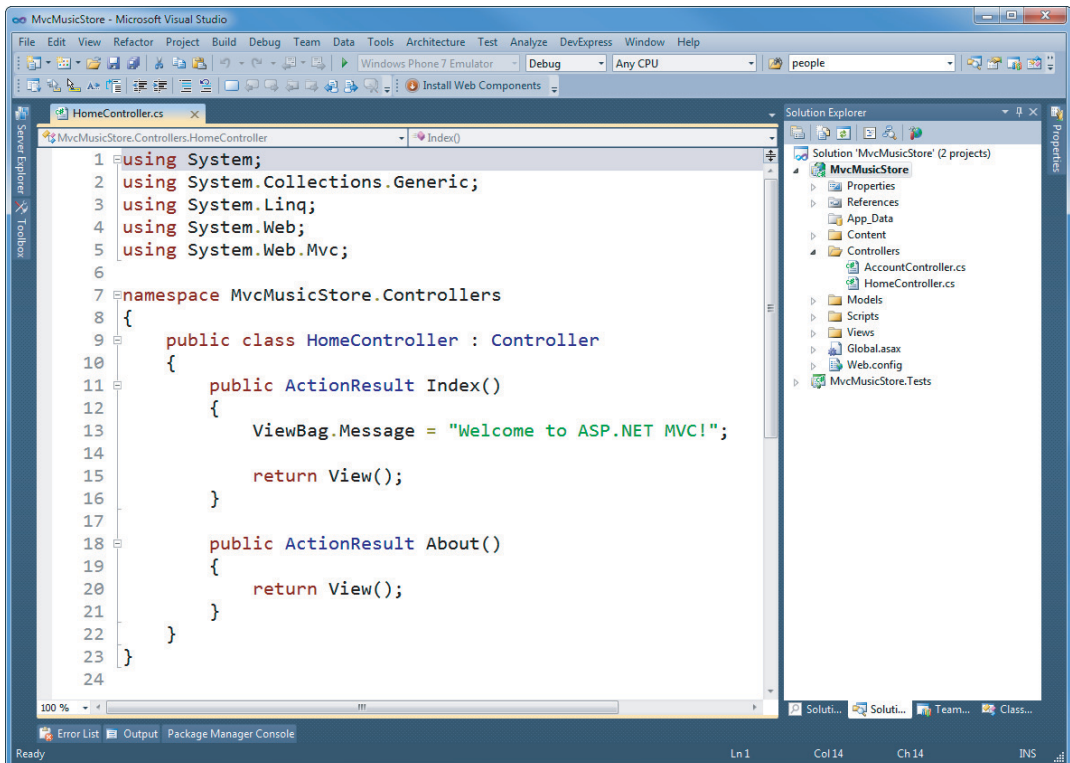 MvcMusicStore - Microsoft Visual Studio
File Edit View Refactor Project Build Debug Team Data Tools Architecture Test Analyze DevExpress Window Help
Windows Phone 7 Emulator Debug Any CPU people
Install Web Components
Server Explorer
Toolbox
HomeController.cs
MvcMusicStore.Controllers.HomeController Index()
1 using System;
2 using System.Collections.Generic;
3 using System.Linq;
4 using System.Web;
5 using System.Web.Mvc;
6
7 namespace MvcMusicStore.Controllers
8 {
9 public class HomeController : Controller
10 {
11 public ActionResult Index()
12 {
13 ViewBag.Message = "Welcome to ASP.NET MVC!";
14
15 return View();
16 }
17
18 public ActionResult About()
19 {
20 return View();
21 }
22 }
23 }
24
100 %
Solution Explorer
Solution 'MvcMusicStore' (2 projects)
MvcMusicStore
Properties
References
App_Data
Content
Controllers
AccountController.cs
HomeController.cs
Models
Scripts
Views
Global.asax
Web.config
MvcMusicStore.Tests
Soluti... Soluti... Team... Class...
Properties
Error List Output Package Manager Console
Ready Ln 1 Col 14 Ch 14 INS